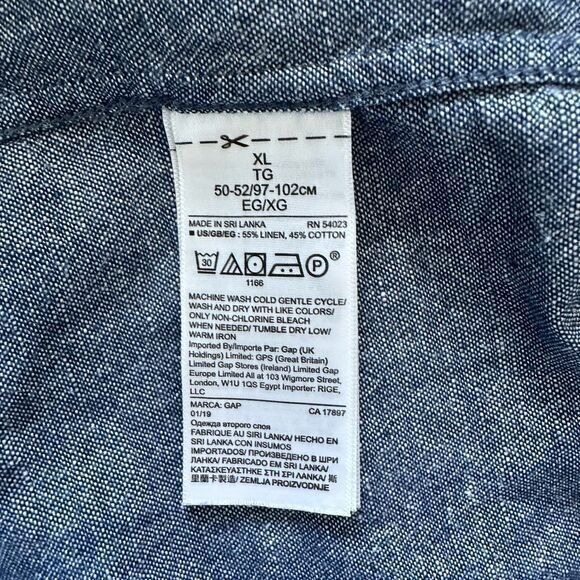 XL
TG
50-52/97-102CM
EG/XG
MADE IN SRI LANKA RN 54023
■ US/GB/EG : 55% LINEN, 45% COTTON
30 P ®
1166
MACHINE WASH COLD GENTLE CYCLE/
WASH AND DRY WITH LIKE COLORS/
ONLY NON-CHLORINE BLEACH
WHEN NEEDED/ TUMBLE DRY LOW/
WARM IRON
Imported By/Importe Par: Gap (UK
Holdings) Limited: GPS (Great Britain)
Limited Gap Stores (Ireland) Limited Gap
Europe Limited All at 103 Wigmore Street,
London, W1U 1QS Egypt Importer: RIGE,
LLC
MARCA: GAP
01/19 CA 17897
Одежда второго слоя
FABRIQUÉ AU SRI LANKA/ HECHO EN
SRI LANKA CON INSUMOS
IMPORTADOS/ ПРОИЗВЕДЕНО В ШРИ
ЛАНКА/ FABBRICATO IN SRI LANKA/
ΚΑΤΑΣΚΕΥΑΣΤΗΚΕ ΣΤΗ ΣΡΙ ΛΑΝΚΑ/ 斯
里蘭卡製造/ ZEMLJA PROIZVODNJE